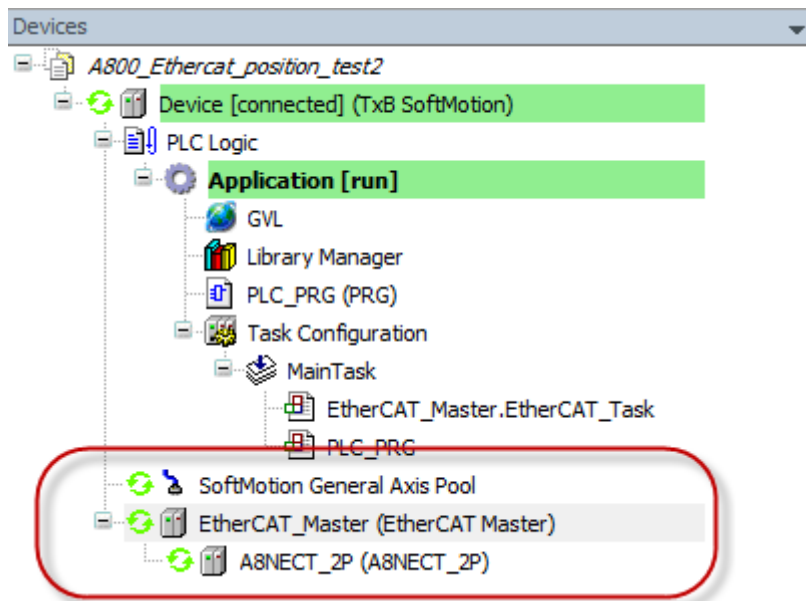 Devices
A800_Ethercat_position_test2
Device [connected] (TxB SoftMotion)
PLC Logic
Application [run]
GVL
Library Manager
PLC_PRG (PRG)
Task Configuration
MainTask
EtherCAT_Master.EtherCAT_Task
PLC_PRG
SoftMotion General Axis Pool
EtherCAT_Master (EtherCAT Master)
A8NECT_2P (A8NECT_2P)